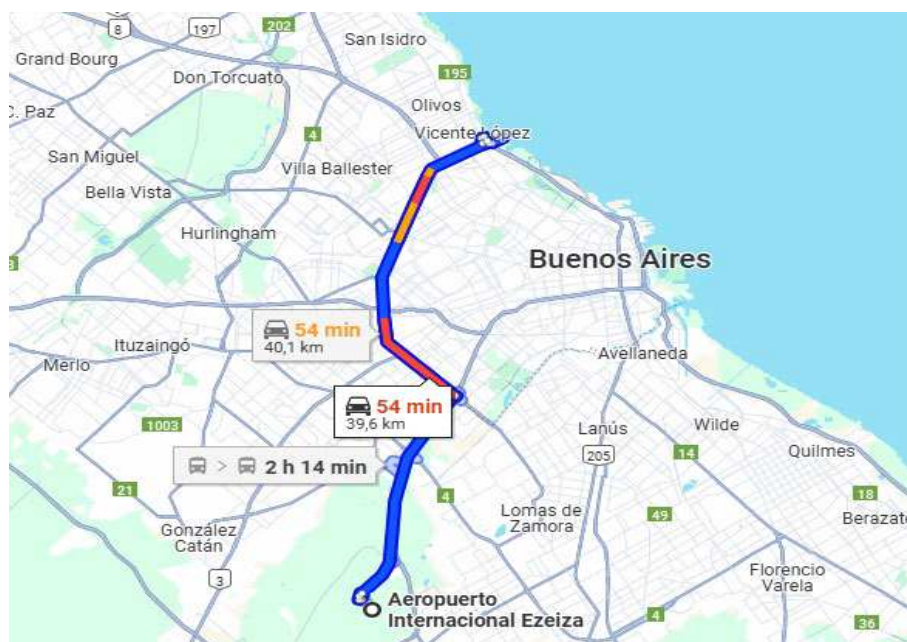 8
197
202
San Isidro
Grand Bourg
Don Torcuato
195
Olivos
C. Paz
Vicente López
4
San Miguel
Villa Ballester
Bella Vista
Hurlingham
Buenos Aires
54 min
40,1 km
Ituzaingó
Merlo
Avellaneda
54 min
39,6 km
1003
Lanús
Wilde
205
14
Quilmes
> 2 h 14 min
21
4
18
González
Catán
Lomas de
Zamora
49
Berazate
3
Florencio
Varela
Aeropuerto
Internacional Ezeiza
4
36